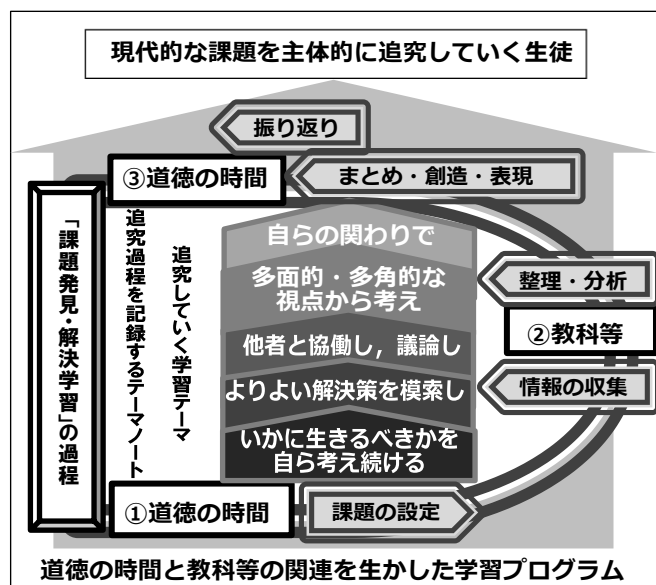 現代的な課題を主体的に追究していく生徒
振り返り
③道徳の時間
まとめ・創造・表現
「課題発見・解決学習」の過程
追究過程を記録するテーマノート
追究していく学習テーマ
自らの関わりで
多面的・多角的な
視点から考え
他者と協働し，議論し
よりよい解決策を模索し
いかに生きるべきかを
自ら考え続ける
整理・分析
②教科等
情報の収集
①道徳の時間
課題の設定
道徳の時間と教科等の関連を生かした学習プログラム